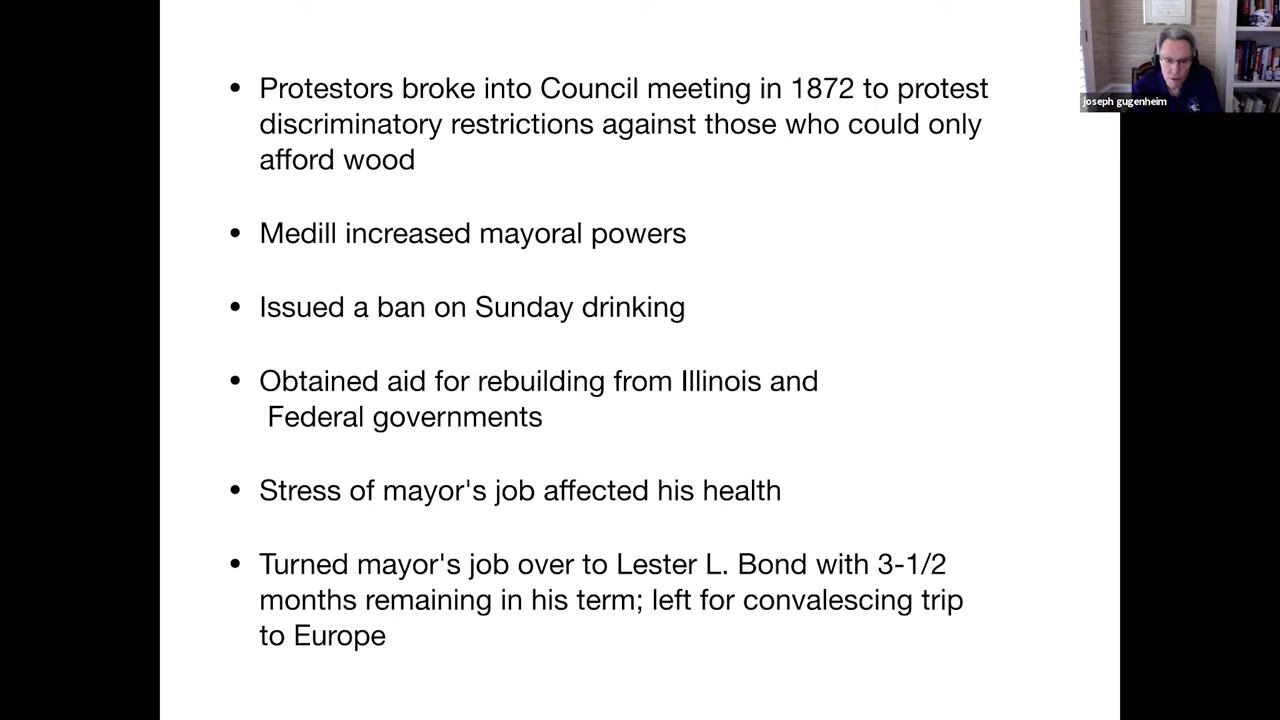 • Protestors broke into Council meeting in 1872 to protest
discriminatory restrictions against those who could only
afford wood
• Medill increased mayoral powers
• Issued a ban on Sunday drinking
• Obtained aid for rebuilding from Illinois and
Federal governments
• Stress of mayor's job affected his health
• Turned mayor's job over to Lester L. Bond with 3-1/2
months remaining in his term; left for convalescing trip
to Europe
joseph gugenheim